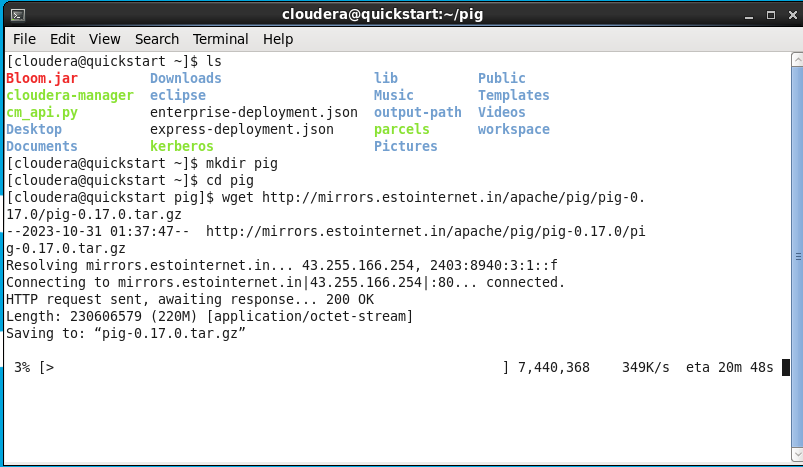 cloudera@quickstart:~/pig
File Edit View Search Terminal Help
[cloudera@quickstart ~]$ ls
Bloom.jar Downloads lib Public
cloudera-manager eclipse Music Templates
cm_api.py enterprise-deployment.json output-path Videos
Desktop express-deployment.json parcels workspace
Documents kerberos Pictures
[cloudera@quickstart ~]$ mkdir pig
[cloudera@quickstart ~]$ cd pig
[cloudera@quickstart pig]$ wget http://mirrors.estointernet.in/apache/pig/pig-0.
17.0/pig-0.17.0.tar.gz
--2023-10-31 01:37:47-- http://mirrors.estointernet.in/apache/pig/pig-0.17.0/pi
g-0.17.0.tar.gz
Resolving mirrors.estointernet.in... 43.255.166.254, 2403:8940:3:1::f
Connecting to mirrors.estointernet.in|43.255.166.254|:80... connected.
HTTP request sent, awaiting response... 200 OK
Length: 230606579 (220M) [application/octet-stream]
Saving to: “pig-0.17.0.tar.gz”
3% [> ] 7,440,368 349K/s eta 20m 48s